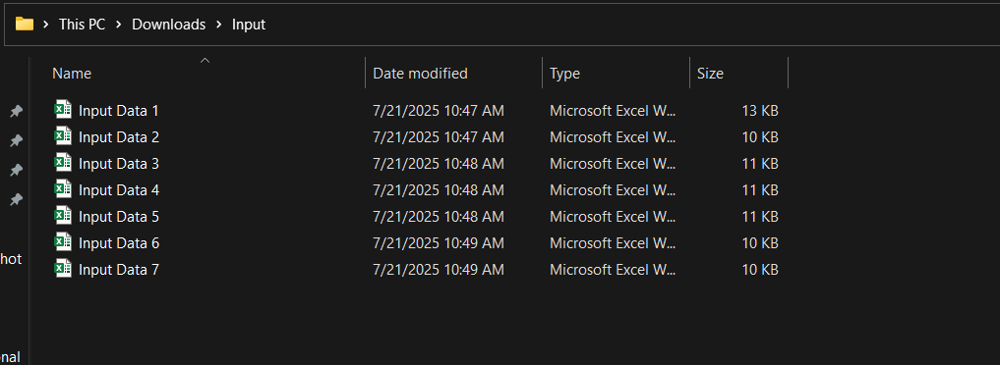 This PC > Downloads > Input
Name Date modified Type Size
Input Data 1 7/21/2025 10:47 AM Microsoft Excel W... 13 KB
Input Data 2 7/21/2025 10:47 AM Microsoft Excel W... 10 KB
Input Data 3 7/21/2025 10:48 AM Microsoft Excel W... 11 KB
Input Data 4 7/21/2025 10:48 AM Microsoft Excel W... 11 KB
Input Data 5 7/21/2025 10:48 AM Microsoft Excel W... 11 KB
Input Data 6 7/21/2025 10:49 AM Microsoft Excel W... 10 KB
hot
Input Data 7 7/21/2025 10:49 AM Microsoft Excel W... 10 KB
onal